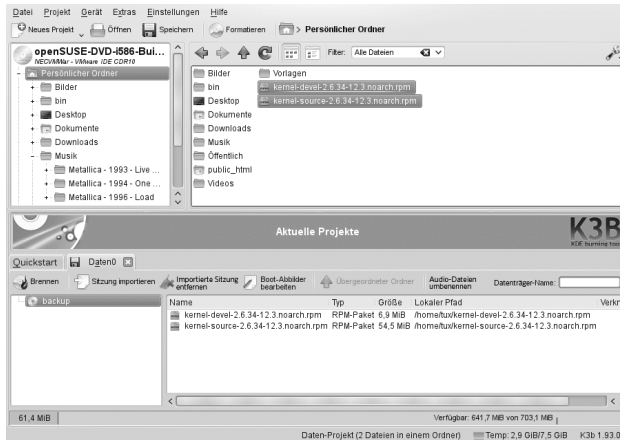 Datei Projekt Gerät Extras Einstellungen Hilfe
Neues Projekt Öffnen Speichern Formatieren > Persönlicher Ordner
openSUSE-DVD-i586-Bui...
NECVMWar - VMware IDE CDR10
Filter: Alle Dateien
Persönlicher Ordner
Bilder
bin
Desktop
Dokumente
Downloads
Musik
Metallica - 1993 - Live ...
Metallica - 1994 - One ...
Metallica - 1996 - Load
Bilder
bin
Desktop
Dokumente
Downloads
Musik
Öffentlich
public_html
Videos
Vorlagen
kernel-devel-2.6.34-12.3.noarch.rpm
kernel-source-2.6.34-12.3.noarch.rpm
Aktuelle Projekte
K3B
KDE burning tool
Quickstart Daten0
Brennen Sitzung importieren Importierte Sitzung entfernen Boot-Abbilder bearbeiten Übergeordneter Ordner Audio-Dateien umbenennen Datenträger-Name:
backup
Name Typ Größe Lokaler Pfad Verkn
kernel-devel-2.6.34-12.3.noarch.rpm RPM-Paket 6,9 MiB /home/tux/kernel-devel-2.6.34-12.3.noarch.rpm
kernel-source-2.6.34-12.3.noarch.rpm RPM-Paket 54,5 MiB /home/tux/kernel-source-2.6.34-12.3.noarch.rpm
61,4 MiB Verfügbar: 641,7 MiB von 703,1 MiB
Daten-Projekt (2 Dateien in einem Ordner) Temp: 2,9 GiB/7,5 GiB K3b 1.93.0